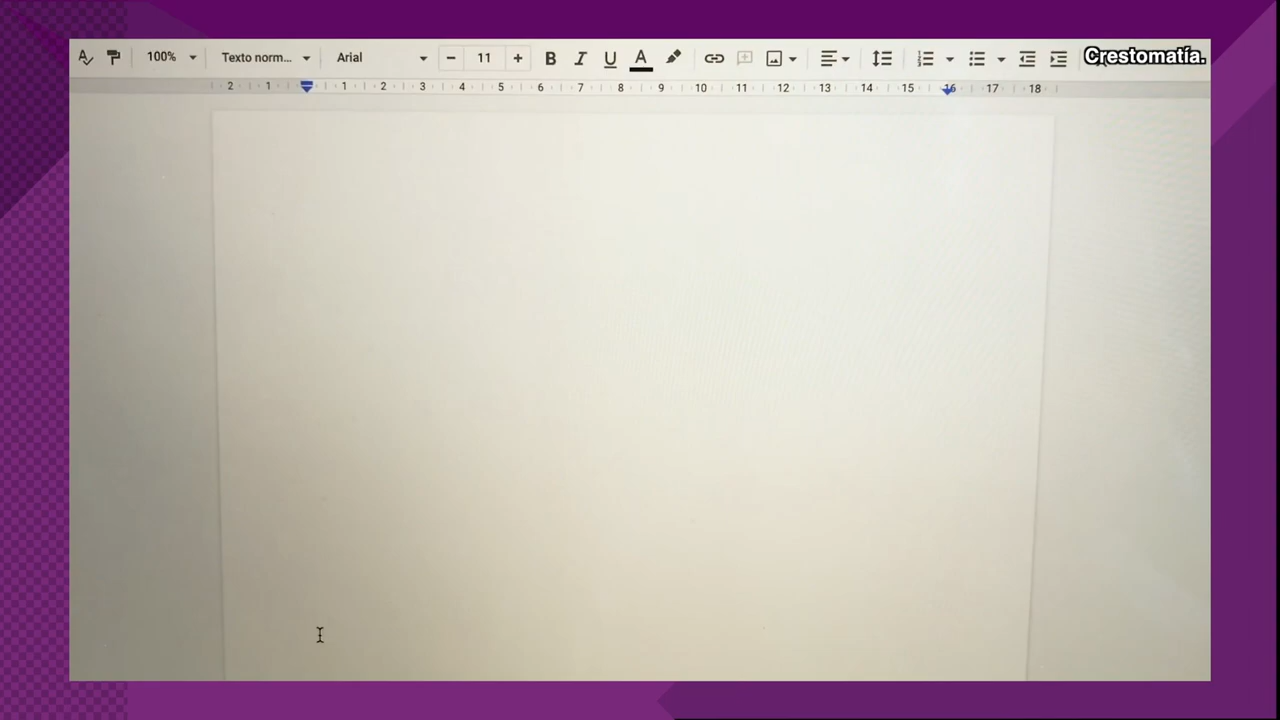 100% Texto norm... Arial − 11 + B I U A Crestomatía.
2 1 1 2 3 4 5 6 7 8 9 10 11 12 13 14 15 16 17 18